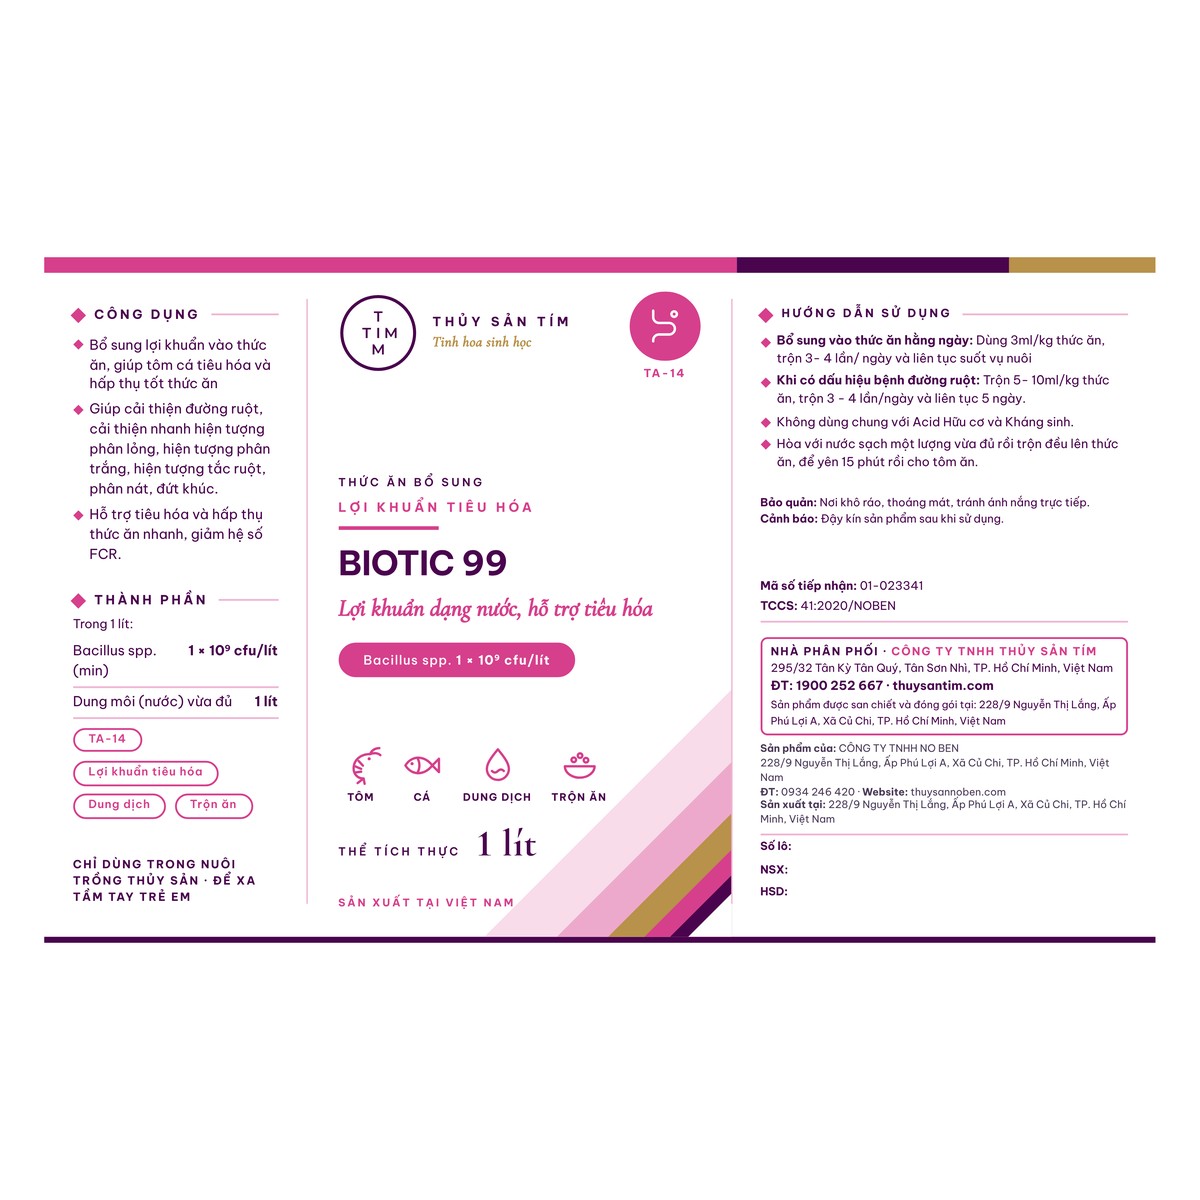 CÔNG DỤNG
Bổ sung lợi khuẩn vào thức
ăn, giúp tôm cá tiêu hóa và
hấp thụ tốt thức ăn
Giúp cải thiện đường ruột,
cải thiện nhanh hiện tượng
phân lỏng, hiện tượng phân
trắng, hiện tượng tắc ruột,
phân nát, đứt khúc.
Hỗ trợ tiêu hóa và hấp thụ
thức ăn nhanh, giảm hệ số
FCR.
THÀNH PHẦN
Trong 1 lít:
Bacillus spp. 1 × 10⁹ cfu/lít
(min)
Dung môi (nước) vừa đủ 1 lít
TA-14
Lợi khuẩn tiêu hóa
Dung dịch Trộn ăn
CHỈ DÙNG TRONG NUÔI
TRỒNG THỦY SẢN · ĐỂ XA
TẦM TAY TRẺ EM
T
TIM
M
THỦY SẢN TÍM
Tinh hoa sinh học
TA-14
THỨC ĂN BỔ SUNG
LỢI KHUẨN TIÊU HÓA
BIOTIC 99
Lợi khuẩn dạng nước, hỗ trợ tiêu hóa
Bacillus spp. 1 × 10⁹ cfu/lít
TÔM CÁ DUNG DỊCH TRỘN ĂN
THỂ TÍCH THỰC 1 lít
SẢN XUẤT TẠI VIỆT NAM
HƯỚNG DẪN SỬ DỤNG
Bổ sung vào thức ăn hằng ngày: Dùng 3ml/kg thức ăn,
trộn 3- 4 lần/ ngày và liên tục suốt vụ nuôi
Khi có dấu hiệu bệnh đường ruột: Trộn 5- 10ml/kg thức
ăn, trộn 3 - 4 lần/ngày và liên tục 5 ngày.
Không dùng chung với Acid Hữu cơ và Kháng sinh.
Hòa với nước sạch một lượng vừa đủ rồi trộn đều lên thức
ăn, để yên 15 phút rồi cho tôm ăn.
Bảo quản: Nơi khô ráo, thoáng mát, tránh ánh nắng trực tiếp.
Cảnh báo: Đậy kín sản phẩm sau khi sử dụng.
Mã số tiếp nhận: 01-023341
TCCS: 41:2020/NOBEN
NHÀ PHÂN PHỐI · CÔNG TY TNHH THỦY SẢN TÍM
295/32 Tân Kỳ Tân Quý, Tân Sơn Nhì, TP. Hồ Chí Minh, Việt Nam
ĐT: 1900 252 667 · thuysantim.com
Sản phẩm được san chiết và đóng gói tại: 228/9 Nguyễn Thị Lắng, Ấp
Phú Lợi A, Xã Củ Chi, TP. Hồ Chí Minh, Việt Nam
Sản phẩm của: CÔNG TY TNHH NO BEN
228/9 Nguyễn Thị Lắng, Ấp Phú Lợi A, Xã Củ Chi, TP. Hồ Chí Minh, Việt
Nam
ĐT: 0934 246 420 · Website: thuysannoben.com
Sản xuất tại: 228/9 Nguyễn Thị Lắng, Ấp Phú Lợi A, Xã Củ Chi, TP. Hồ Chí
Minh, Việt Nam
Số lô:
NSX:
HSD: